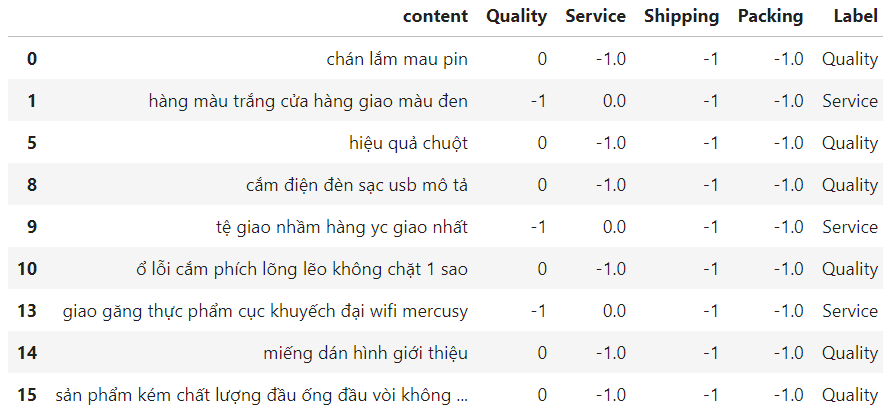 content Quality Service Shipping Packing Label
0 chán lắm mau pin 0 -1.0 -1 -1.0 Quality
1 hàng màu trắng cửa hàng giao màu đen -1 0.0 -1 -1.0 Service
5 hiệu quả chuột 0 -1.0 -1 -1.0 Quality
8 cắm điện đèn sạc usb mô tả 0 -1.0 -1 -1.0 Quality
9 tệ giao nhầm hàng yc giao nhất -1 0.0 -1 -1.0 Service
10 ổ lỗi cắm phích lõng lẽo không chặt 1 sao 0 -1.0 -1 -1.0 Quality
13 giao găng thực phẩm cục khuyếch đại wifi mercusy -1 0.0 -1 -1.0 Service
14 miếng dán hình giới thiệu 0 -1.0 -1 -1.0 Quality
15 sản phẩm kém chất lượng đầu ống đầu vòi không ... 0 -1.0 -1 -1.0 Quality